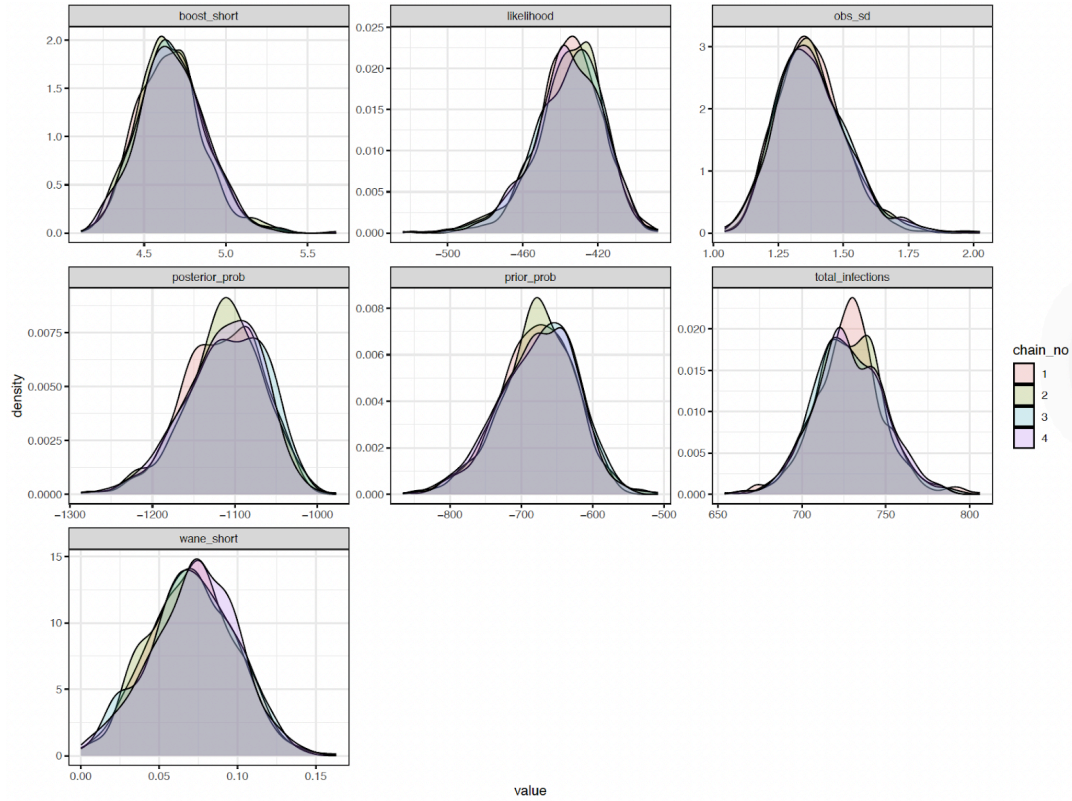 boost_short
likelihood
obs_sd
2.0
1.5
1.0
0.5
0.0
0.025
0.020
0.015
0.010
0.005
0.000
3
2
1
0
4.5 5.0 5.5
−500 −460 −420
1.00 1.25 1.50 1.75 2.00
posterior_prob
prior_prob
total_infections
0.0075
0.0050
0.0025
0.0000
0.008
0.006
0.004
0.002
0.000
0.020
0.015
0.010
0.005
0.000
−1300 −1200 −1100 −1000
−800 −700 −600 −500
650 700 750 800
wane_short
15
10
5
0
0.00 0.05 0.10 0.15
density
value
chain_no
1
2
3
4